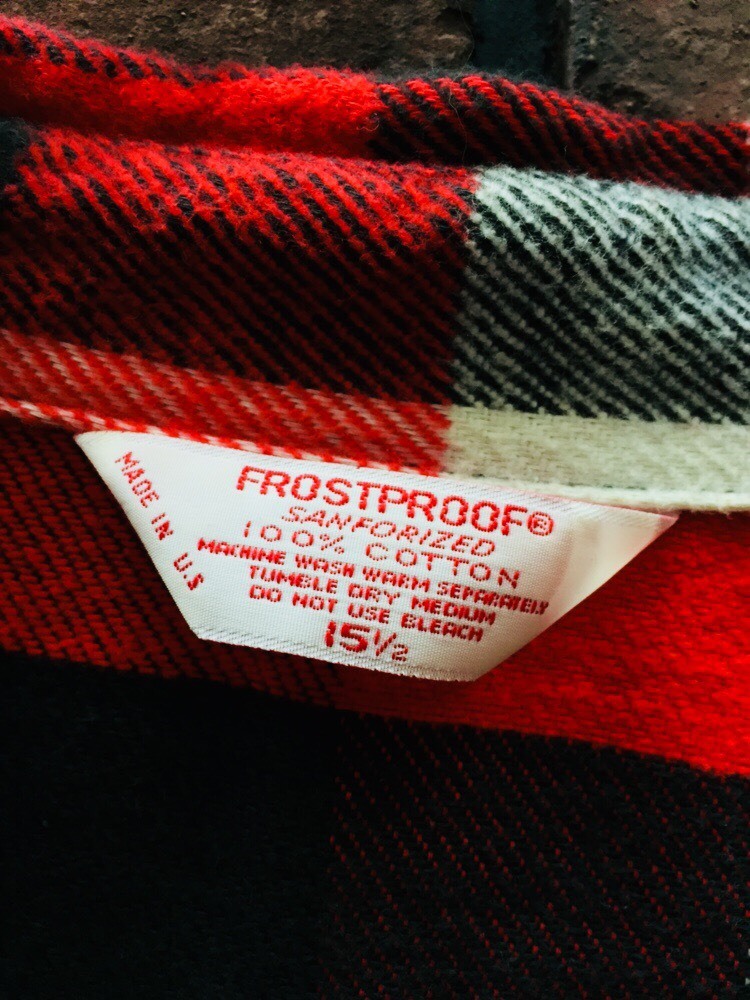 MADE IN U.S
FROSTPROOF®
SANFORIZED
100% COTTON
MACHINE WASH WARM SEPARATELY
TUMBLE DRY MEDIUM
DO NOT USE BLEACH
15½